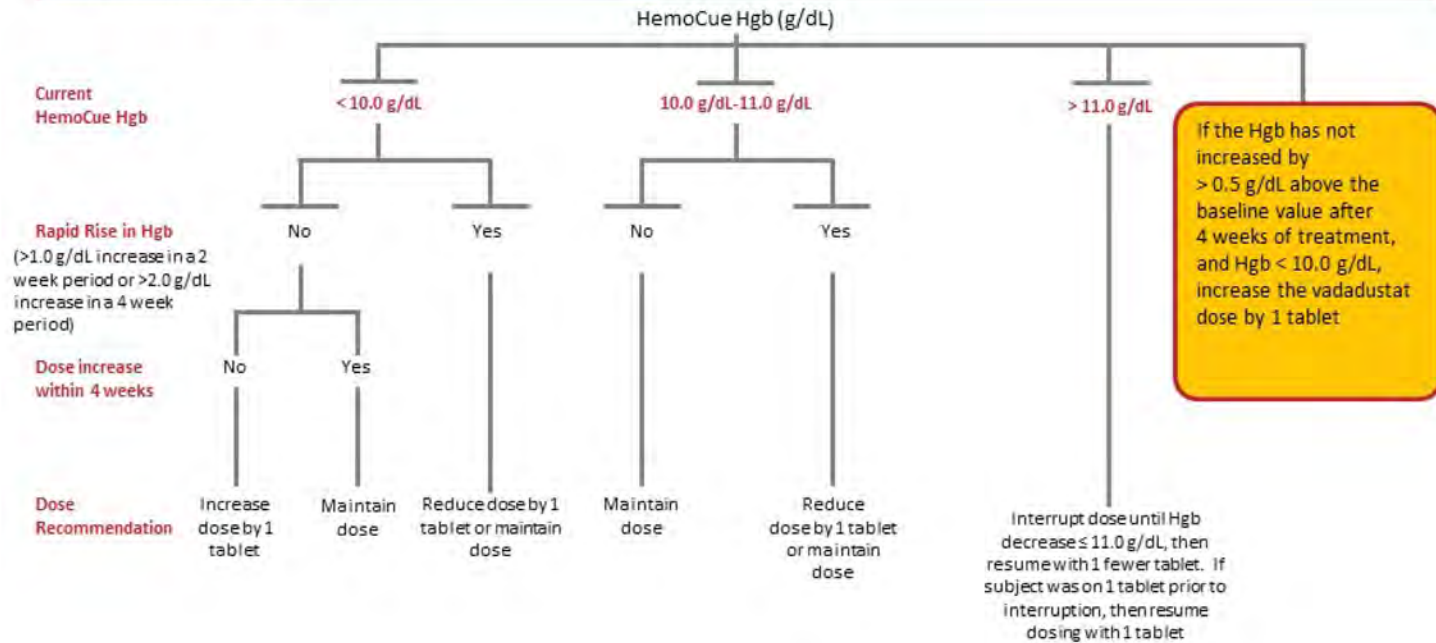 HemoCue Hgb (g/dL)
Current
HemoCue Hgb
< 10.0 g/dL
10.0 g/dL-11.0 g/dL
> 11.0 g/dL
If the Hgb has not
increased by
> 0.5 g/dL above the
baseline value after
4 weeks of treatment,
and Hgb < 10.0 g/dL,
increase the vadadustat
dose by 1 tablet
Rapid Rise in Hgb
(>1.0 g/dL increase in a 2
week period or >2.0 g/dL
increase in a 4 week
period)
No
Yes
No
Yes
Dose increase
within 4 weeks
No
Yes
Dose
Recommendation
Increase
dose by 1
tablet
Maintain
dose
Reduce dose by 1
tablet or maintain
dose
Maintain
dose
Reduce
dose by 1 tablet
or maintain
dose
Interrupt dose until Hgb
decrease ≤ 11.0 g/dL, then
resume with 1 fewer tablet. If
subject was on 1 tablet prior to
interruption, then resume
dosing with 1 tablet